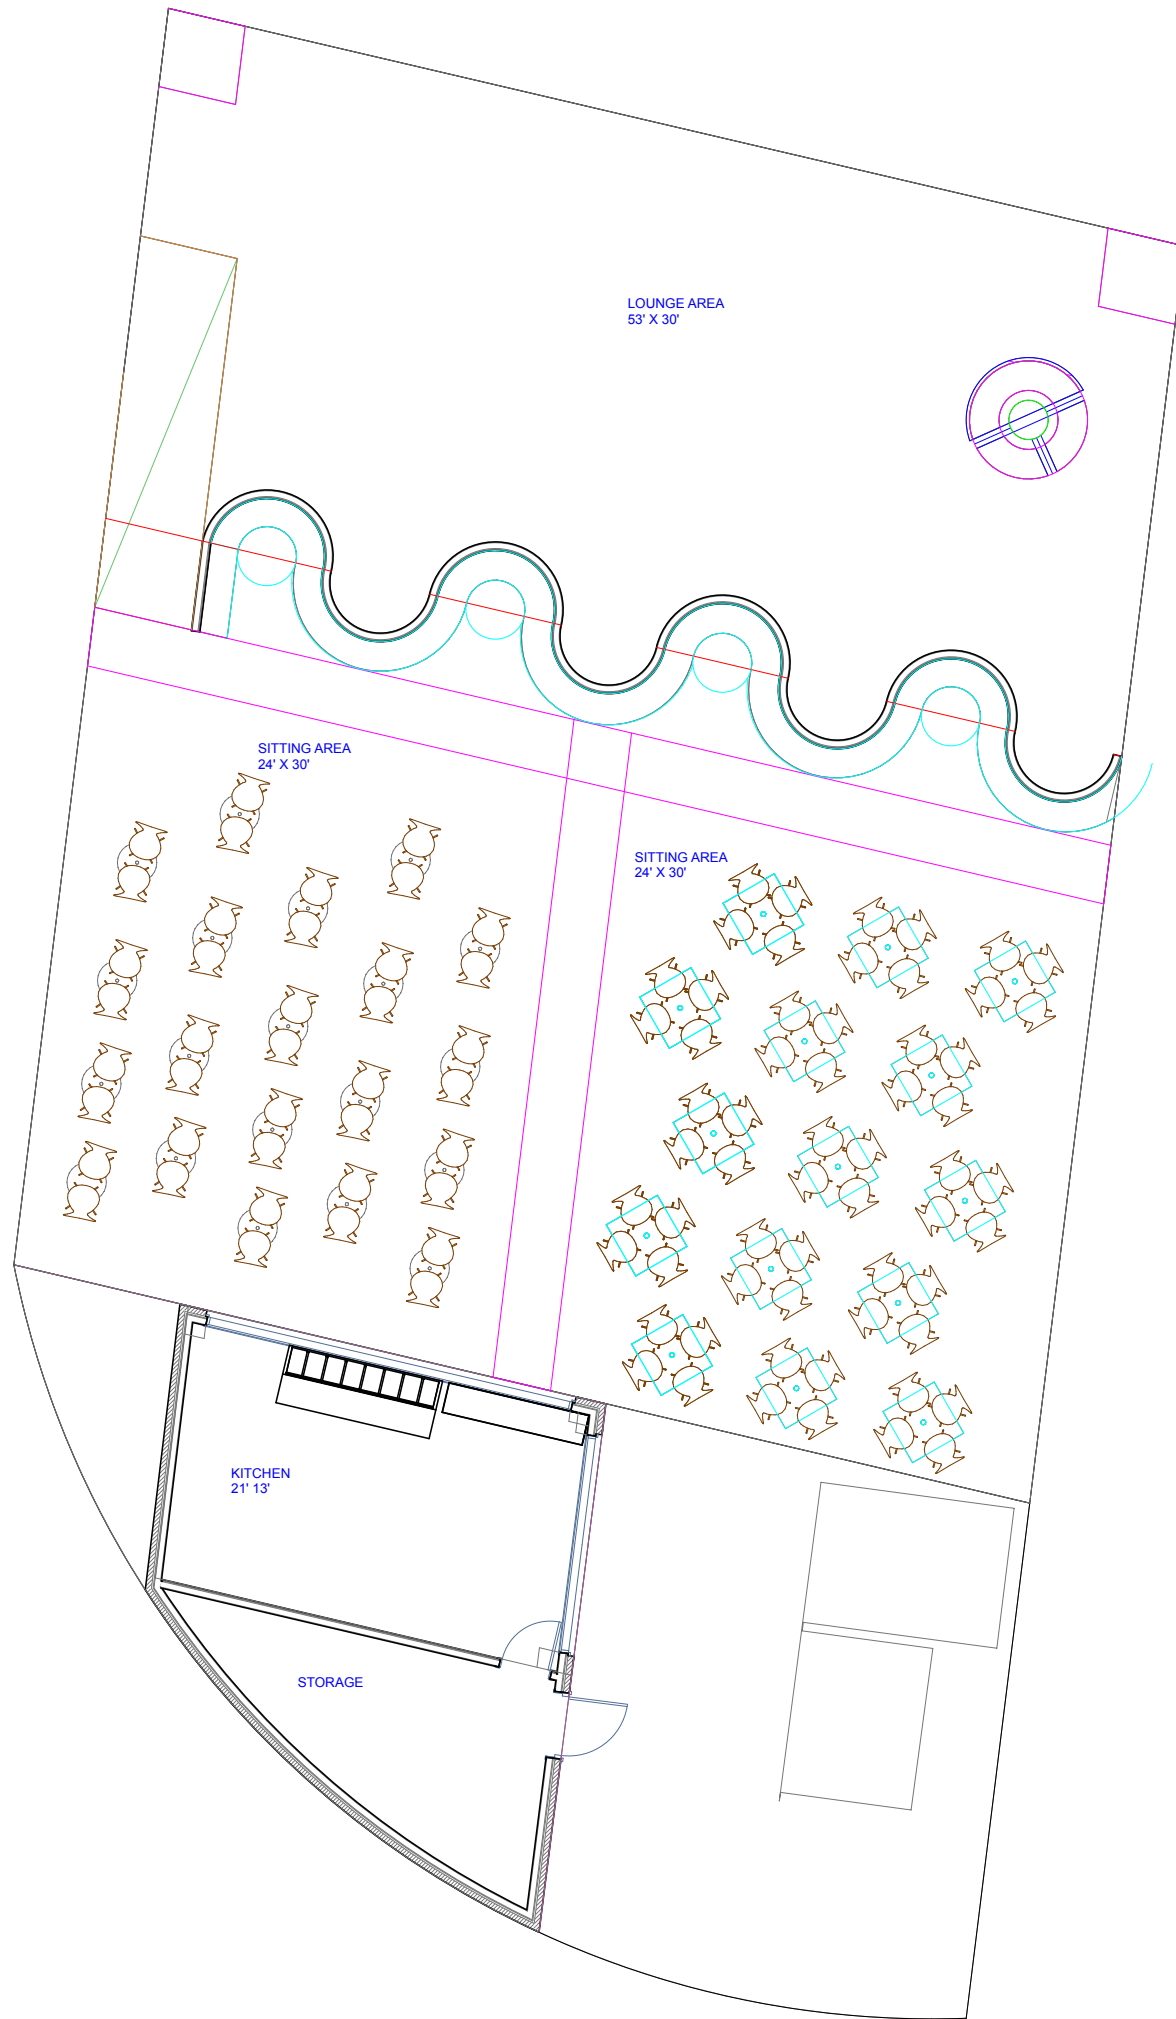 LOUNGE AREA
53' X 30'
SITTING AREA
24' X 30'
SITTING AREA
24' X 30'
KITCHEN
21' 13'
STORAGE